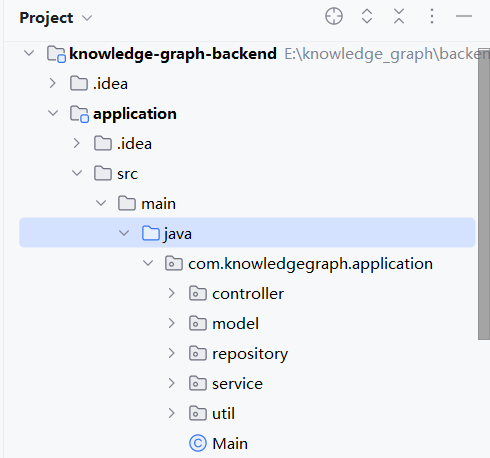 Project
knowledge-graph-backend E:\knowledge_graph\backen
.idea
application
.idea
src
main
java
com.knowledgegraph.application
controller
model
repository
service
util
C Main